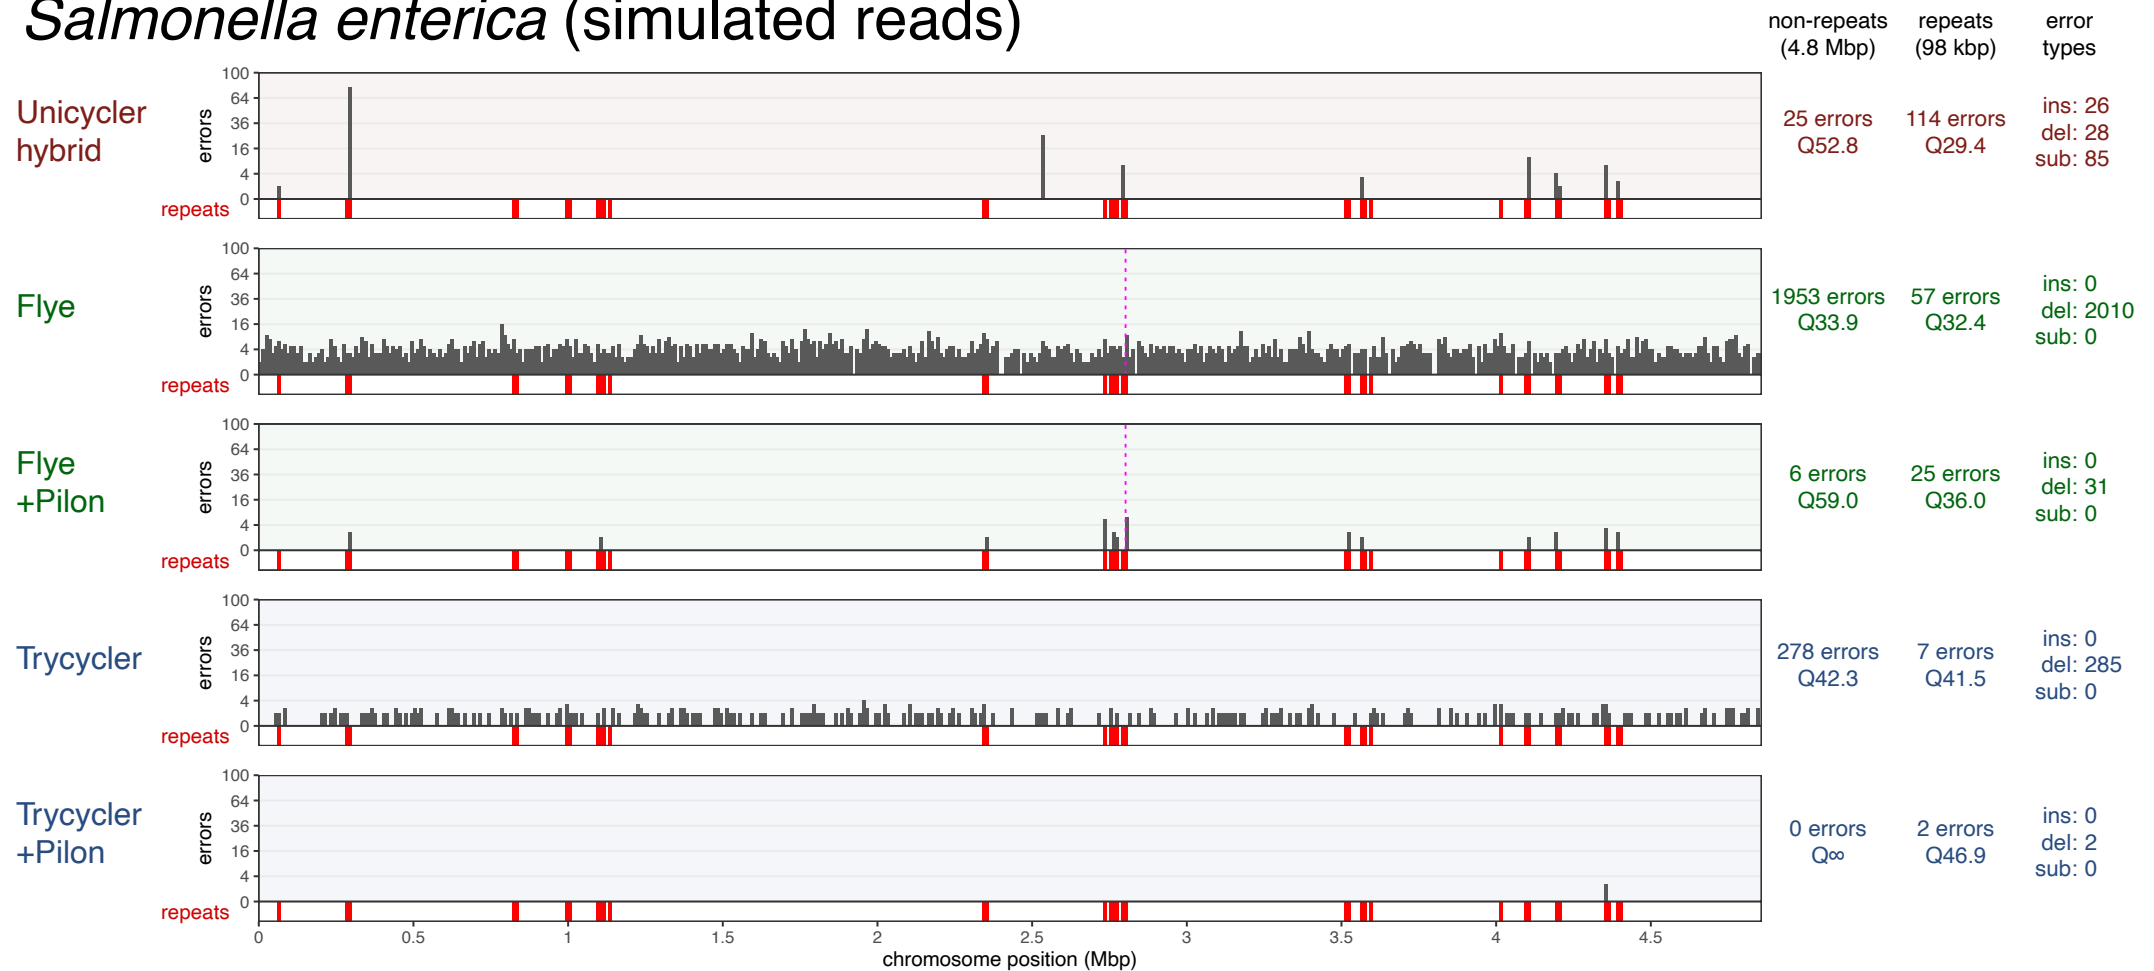 Salmonella enterica (simulated reads)
non-repeats repeats error
(4.8 Mbp) (98 kbp) types
Unicycler
hybrid
errors
100
64
36
16
4
0
repeats
25 errors 114 errors
Q52.8 Q29.4
ins: 26
del: 28
sub: 85
Flye
errors
100
64
36
16
4
0
repeats
1953 errors 57 errors
Q33.9 Q32.4
ins: 0
del: 2010
sub: 0
Flye
+Pilon
errors
100
64
36
16
4
0
repeats
6 errors 25 errors
Q59.0 Q36.0
ins: 0
del: 31
sub: 0
Trycycler
errors
100
64
36
16
4
0
repeats
278 errors 7 errors
Q42.3 Q41.5
ins: 0
del: 285
sub: 0
Trycycler
+Pilon
errors
100
64
36
16
4
0
repeats
0 errors 2 errors
Q∞ Q46.9
ins: 0
del: 2
sub: 0
0 0.5 1 1.5 2 2.5 3 3.5 4 4.5
chromosome position (Mbp)